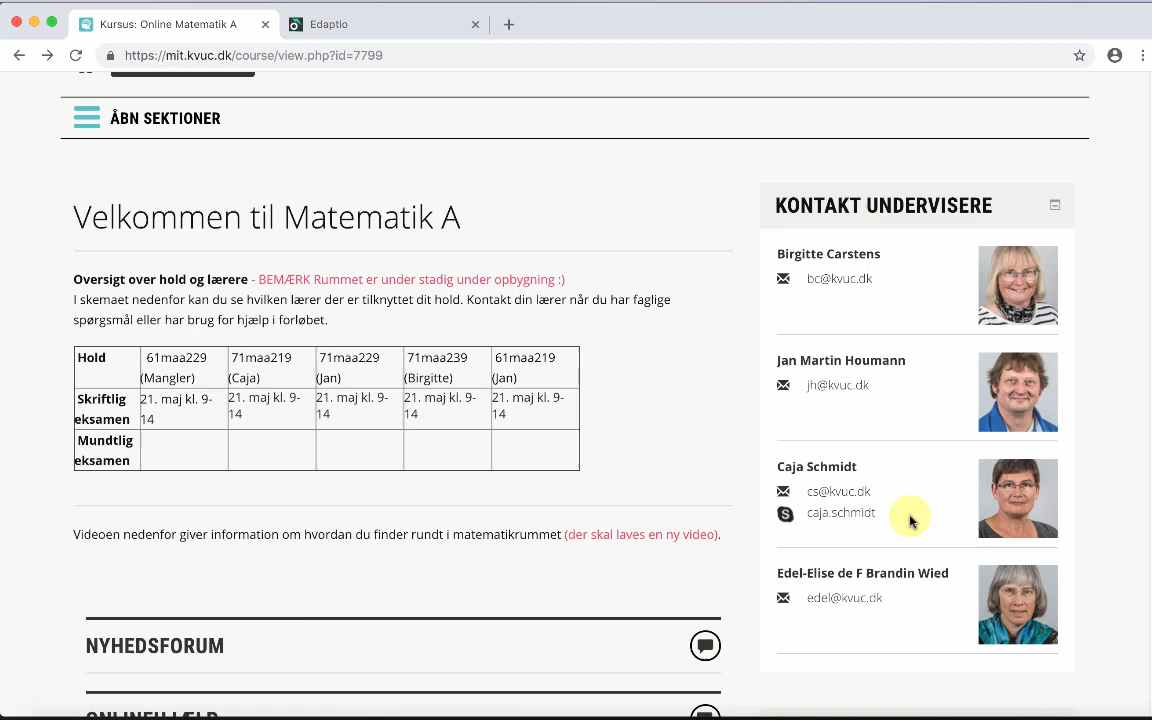 Kursus: Online Matematik A
Edaptio
https://mit.kvuc.dk/course/view.php?id=7799
ÅBN SEKTIONER
Velkommen til Matematik A
Oversigt over hold og lærere - BEMÆRK Rummet er under stadig under opbygning :)
I skemaet nedenfor kan du se hvilken lærer der er tilknyttet dit hold. Kontakt din lærer når du har faglige
spørgsmål eller har brug for hjælp i forløbet.
Hold 61maa229 71maa219 71maa229 71maa239 61maa219
(Mangler) (Caja) (Jan) (Birgitte) (Jan)
Skriftlig 21. maj kl. 9- 21. maj kl. 9- 21. maj kl. 9- 21. maj kl. 9- 21. maj kl. 9-
eksamen 14 14 14 14 14
Mundtlig
eksamen
Videoen nedenfor giver information om hvordan du finder rundt i matematikrummet (der skal laves en ny video).
NYHEDSFORUM
KONTAKT UNDERVISERE
Birgitte Carstens
bc@kvuc.dk
Jan Martin Houmann
jh@kvuc.dk
Caja Schmidt
cs@kvuc.dk
caja.schmidt
Edel-Elise de F Brandin Wied
edel@kvuc.dk